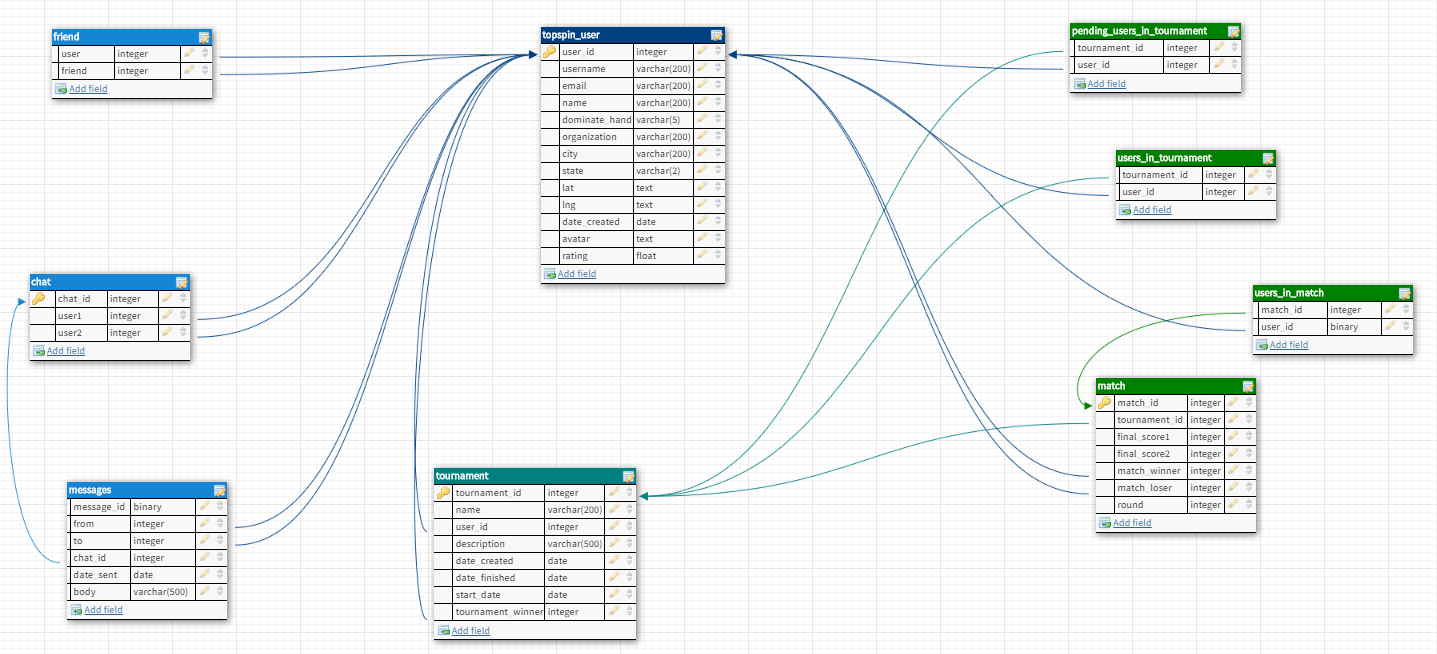 friend
user integer
friend integer
Add field
topspin_user
user_id integer
username varchar(200)
email varchar(200)
name varchar(200)
dominate_hand varchar(5)
organization varchar(200)
city varchar(200)
state varchar(2)
lat text
lng text
date_created date
avatar text
rating float
Add field
pending_users_in_tournament
tournament_id integer
user_id integer
Add field
users_in_tournament
tournament_id integer
user_id integer
Add field
chat
chat_id integer
user1 integer
user2 integer
Add field
users_in_match
match_id integer
user_id binary
Add field
match
match_id integer
tournament_id integer
final_score1 integer
final_score2 integer
match_winner integer
match_loser integer
round integer
Add field
messages
message_id binary
from integer
to integer
chat_id integer
date_sent date
body varchar(500)
Add field
tournament
tournament_id integer
name varchar(200)
user_id integer
description varchar(500)
date_created date
date_finished date
start_date date
tournament_winner integer
Add field